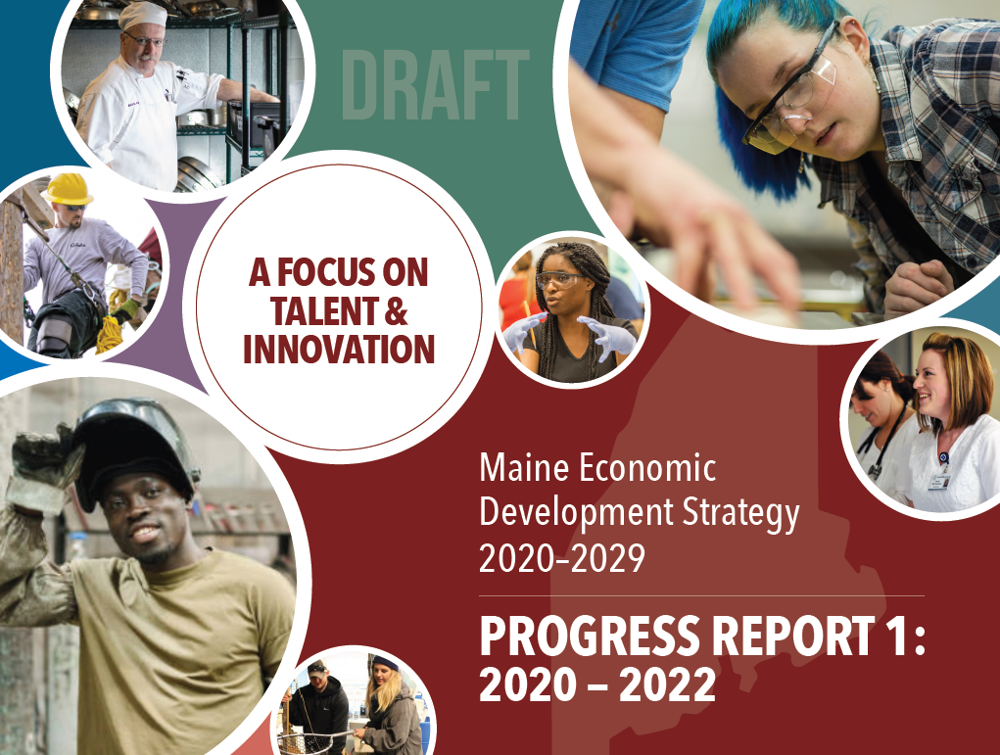 DRAFT
A FOCUS ON
TALENT &
INNOVATION
Maine Economic
Development Strategy
2020–2029
PROGRESS REPORT 1:
2020 – 2022